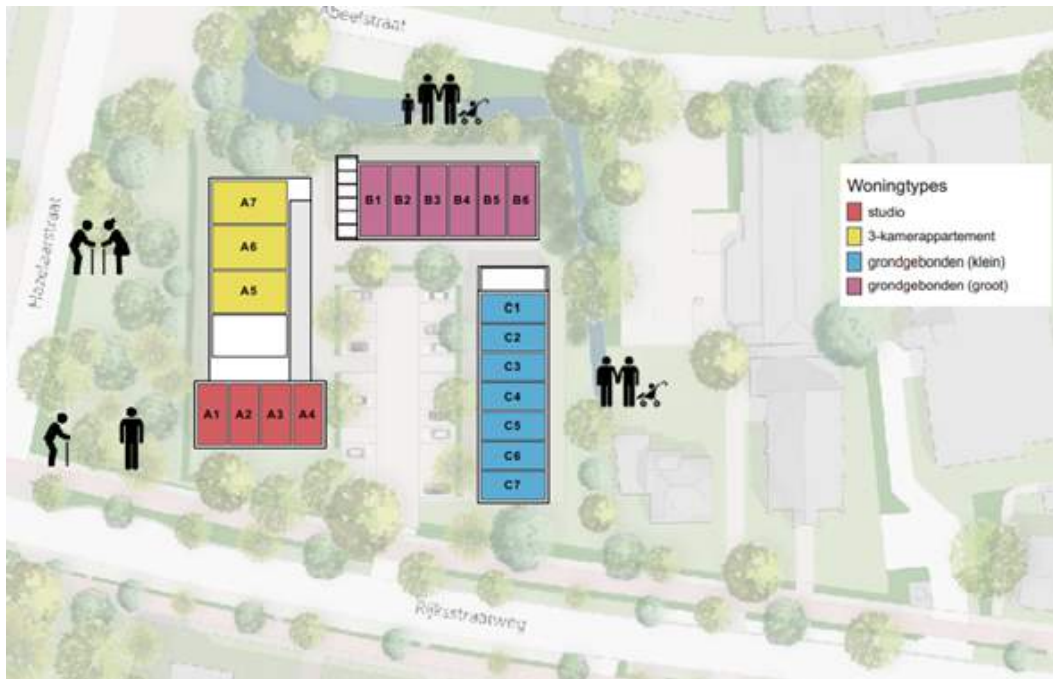 Abeelstraat
Hazelaarstraat
Rijksstraatweg
A7
A6
A5
A1 A2 A3 A4
B1 B2 B3 B4 B5 B6
C1
C2
C3
C4
C5
C6
C7
Woningtypes
studio
3-kamerappartement
grondgebonden (klein)
grondgebonden (groot)